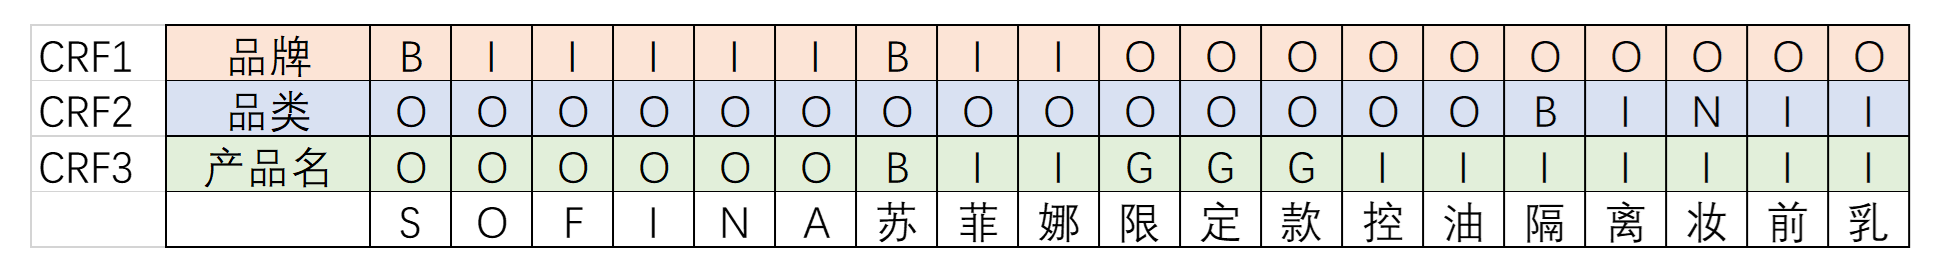 CRF1 品牌 B I I I I I B I I O O O O O O O O O O
CRF2 品类 O O O O O O O O O O O O O O B I N I I
CRF3 产品名 O O O O O O B I I G G G I I I I I I I
S O F I N A 苏 菲 娜 限 定 款 控 油 隔 离 妆 前 乳